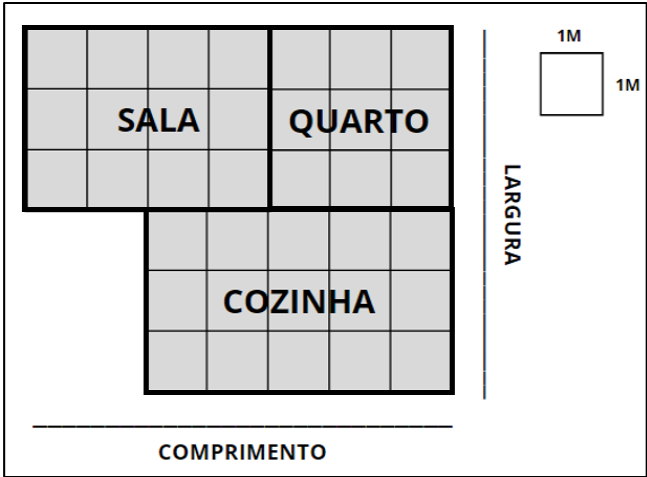 1M
1M
SALA
QUARTO
LARGURA
COZINHA
COMPRIMENTO